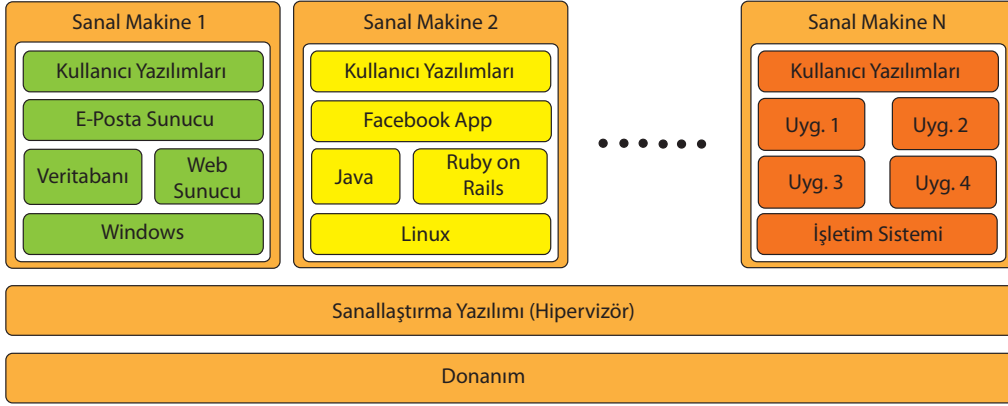 Sanal Makine 1
Kullanıcı Yazılımları
E-Posta Sunucu
Veritabanı
Web
Sunucu
Windows
Sanal Makine 2
Kullanıcı Yazılımları
Facebook App
Java
Ruby on
Rails
Linux
Sanal Makine N
Kullanıcı Yazılımları
Uyg. 1
Uyg. 2
Uyg. 3
Uyg. 4
İşletim Sistemi
Sanallaştırma Yazılımı (Hipervizör)
Donanım